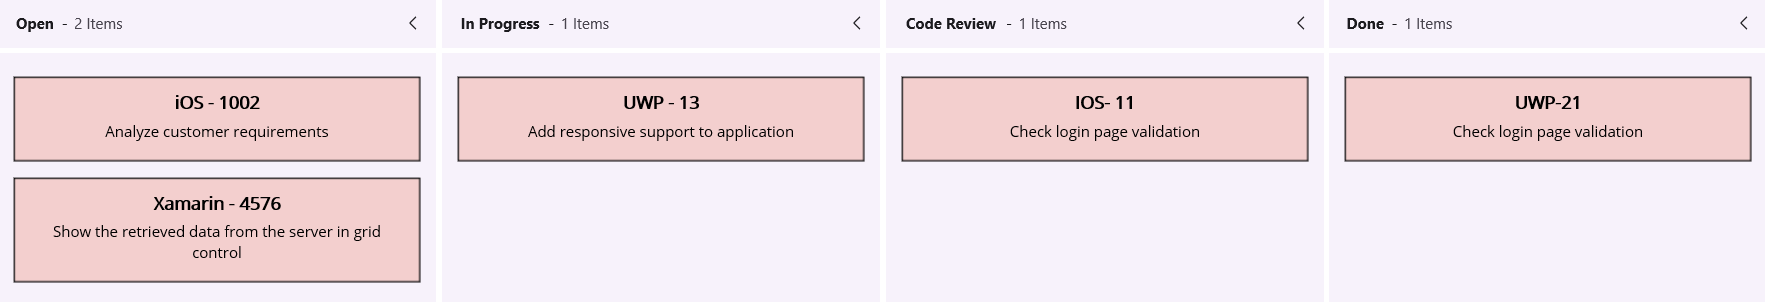 Open - 2 Items
iOS - 1002
Analyze customer requirements
Xamarin - 4576
Show the retrieved data from the server in grid
control
In Progress - 1 Items
UWP - 13
Add responsive support to application
Code Review - 1 Items
IOS- 11
Check login page validation
Done - 1 Items
UWP-21
Check login page validation